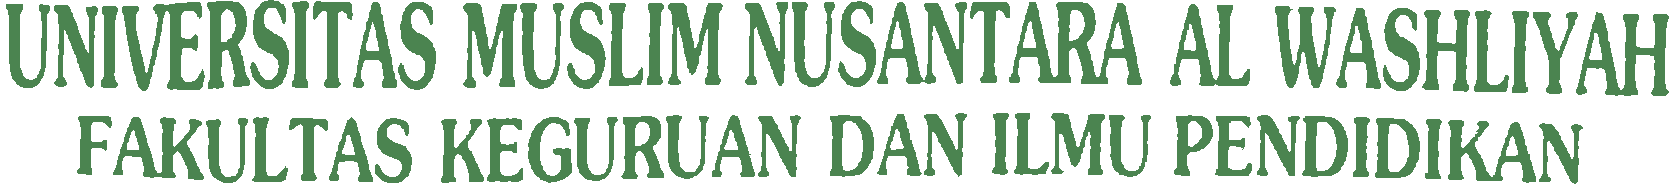 UNIVERSITAS MUSLIM NUSANTARA AL WASHLIYAH
FAKULTAS KEGURUAN DAN ILMU PENDIDIKAN